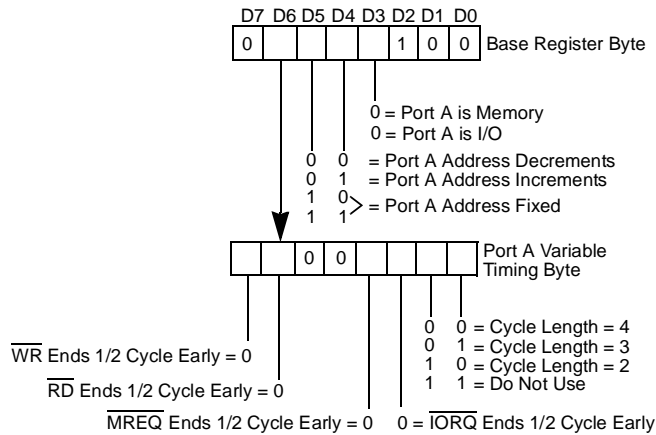 D7 D6 D5 D4 D3 D2 D1 D0
0 1 0 0 Base Register Byte
0 = Port A is Memory
0 = Port A is I/O
0 0 = Port A Address Decrements
0 1 = Port A Address Increments
1 0
1 1 > = Port A Address Fixed
0 0 Port A Variable
Timing Byte
0 0 = Cycle Length = 4
0 1 = Cycle Length = 3
1 0 = Cycle Length = 2
1 1 = Do Not Use
WR Ends 1/2 Cycle Early = 0
RD Ends 1/2 Cycle Early = 0
MREQ Ends 1/2 Cycle Early = 0
0 = IORQ Ends 1/2 Cycle Early